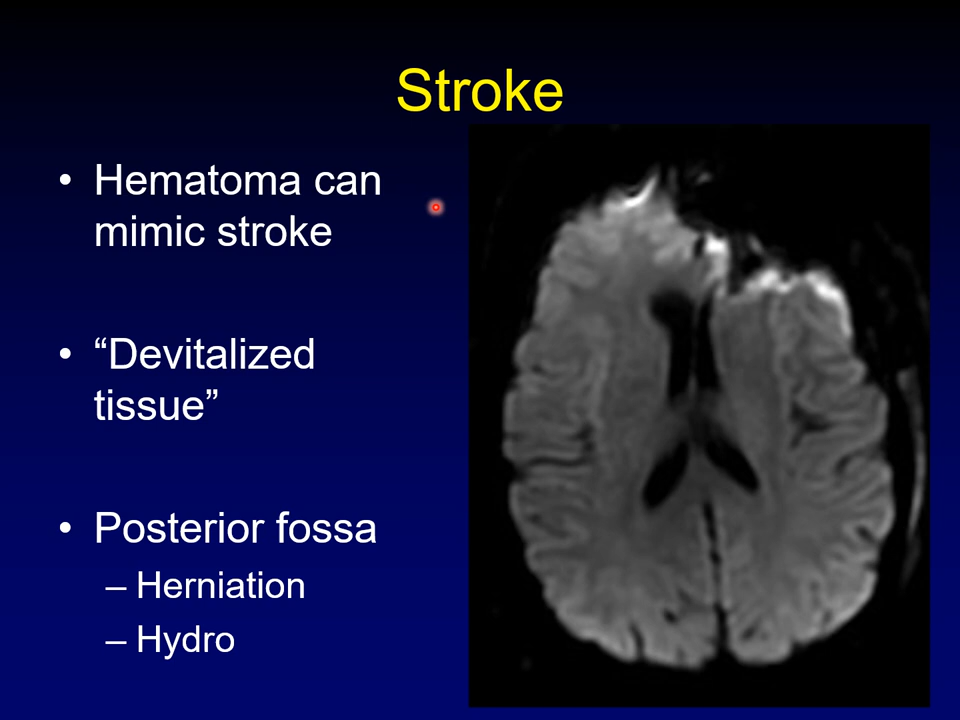 Stroke
• Hematoma can
mimic stroke
• “Devitalized
tissue”
• Posterior fossa
– Herniation
– Hydro